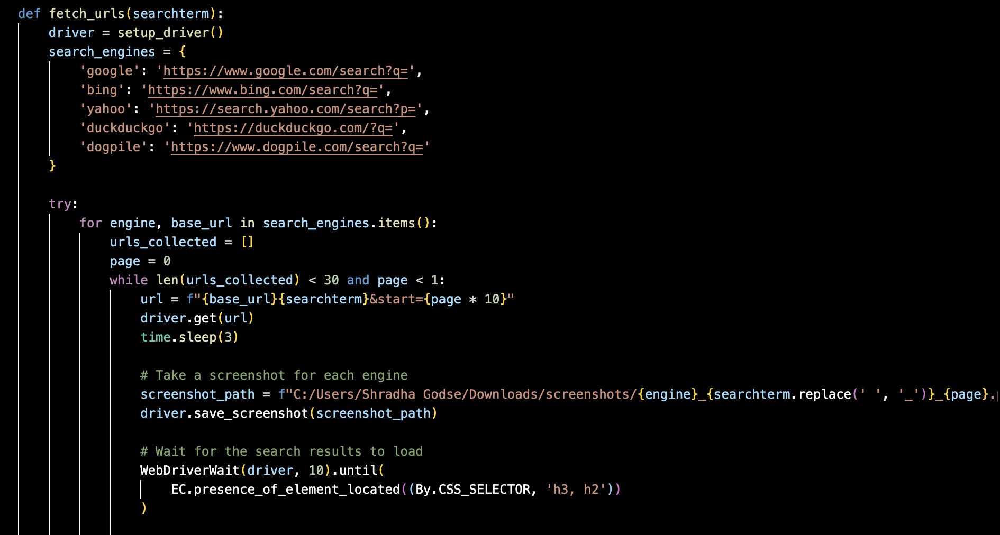 def fetch_urls(searchterm):
    driver = setup_driver()
    search_engines = {
        'google': 'https://www.google.com/search?q=',
        'bing': 'https://www.bing.com/search?q=',
        'yahoo': 'https://search.yahoo.com/search?p=',
        'duckduckgo': 'https://duckduckgo.com/?q=',
        'dogpile': 'https://www.dogpile.com/search?q='
    }

    try:
        for engine, base_url in search_engines.items():
            urls_collected = []
            page = 0
            while len(urls_collected) < 30 and page < 1:
                url = f"{base_url}{searchterm}&start={page * 10}"
                driver.get(url)
                time.sleep(3)

                # Take a screenshot for each engine
                screenshot_path = f"C:/Users/Shradha Godse/Downloads/screenshots/{engine}_{searchterm.replace(' ', '_')}_{page}.
                driver.save_screenshot(screenshot_path)

                # Wait for the search results to load
                WebDriverWait(driver, 10).until(
                    EC.presence_of_element_located((By.CSS_SELECTOR, 'h3, h2'))
                )